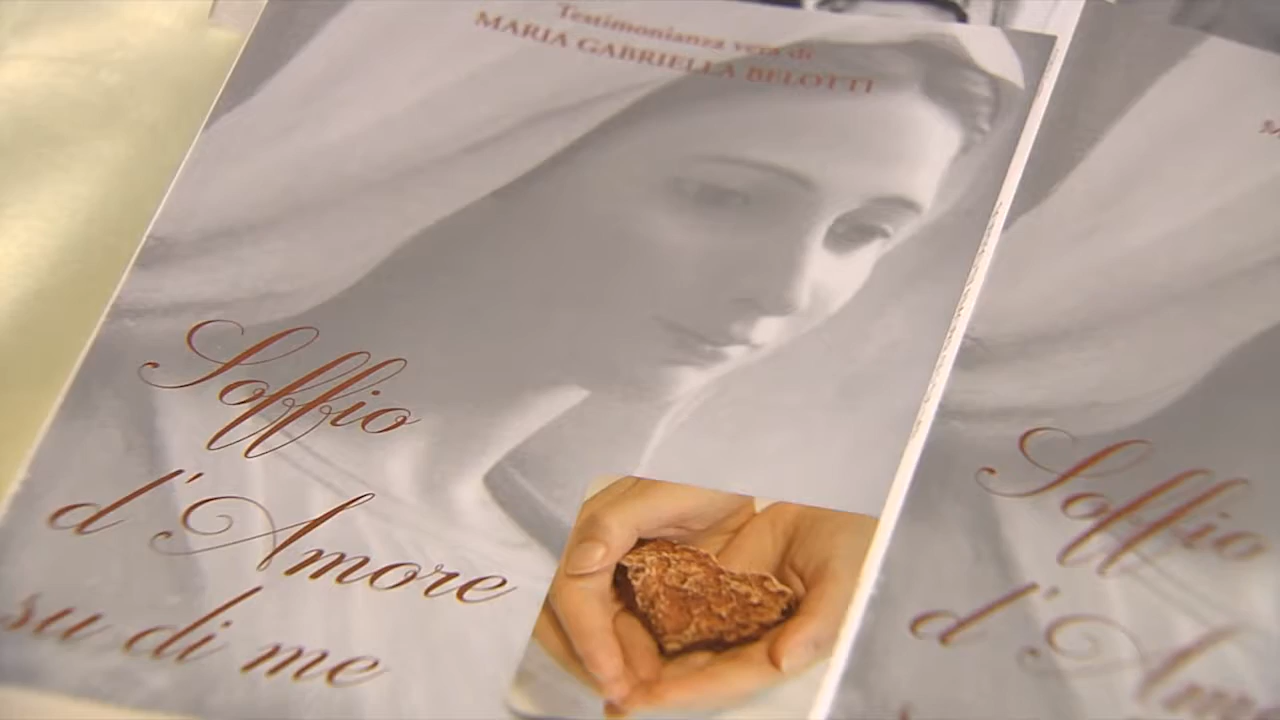 Testimonianza vera di
MARIA GABRIELLA BELOTTI
Soffio
d'Amore
su di me
Soffio
d'Am